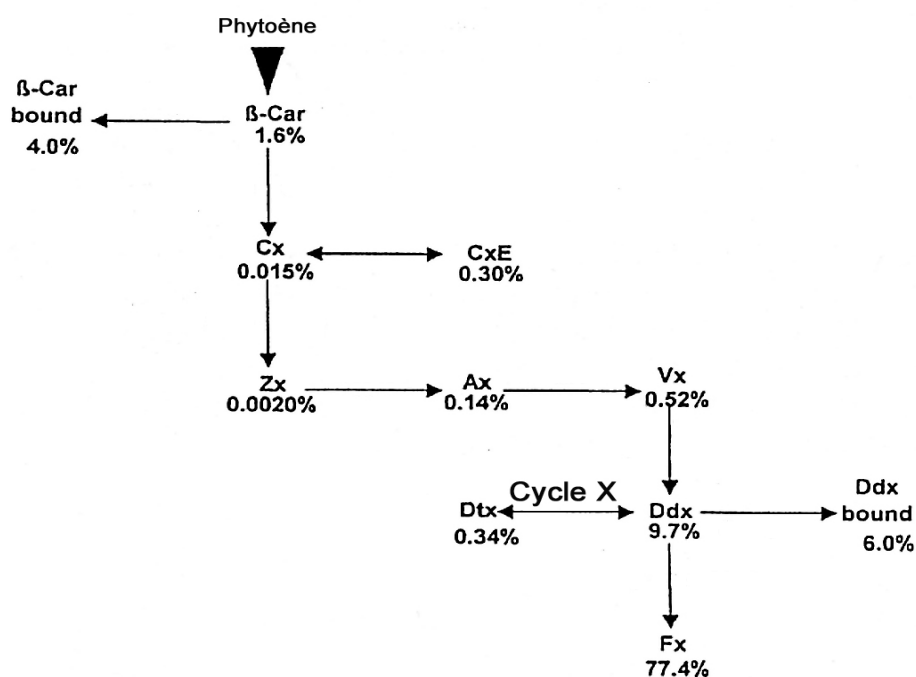 Phytoène
ß-Car
bound
4.0%
ß-Car
1.6%
Cx
0.015%
CxE
0.30%
Zx
0.0020%
Ax
0.14%
Vx
0.52%
Cycle X
Dtx
0.34%
Ddx
9.7%
Ddx
bound
6.0%
Fx
77.4%